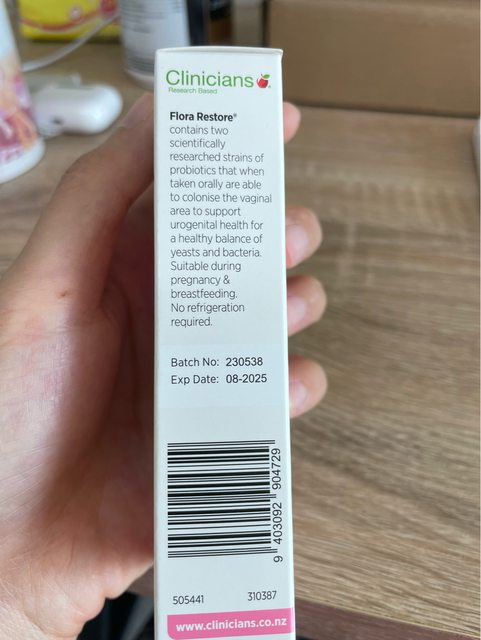 Clinicians
Research Based
Flora Restore®
contains two
scientifically
researched strains of
probiotics that when
taken orally are able
to colonise the vaginal
area to support
urogenital health for
a healthy balance of
yeasts and bacteria.
Suitable during
pregnancy &
breastfeeding.
No refrigeration
required.
Batch No: 230538
Exp Date: 08-2025
9 403092 904729
505441 310387
www.clinicians.co.nz